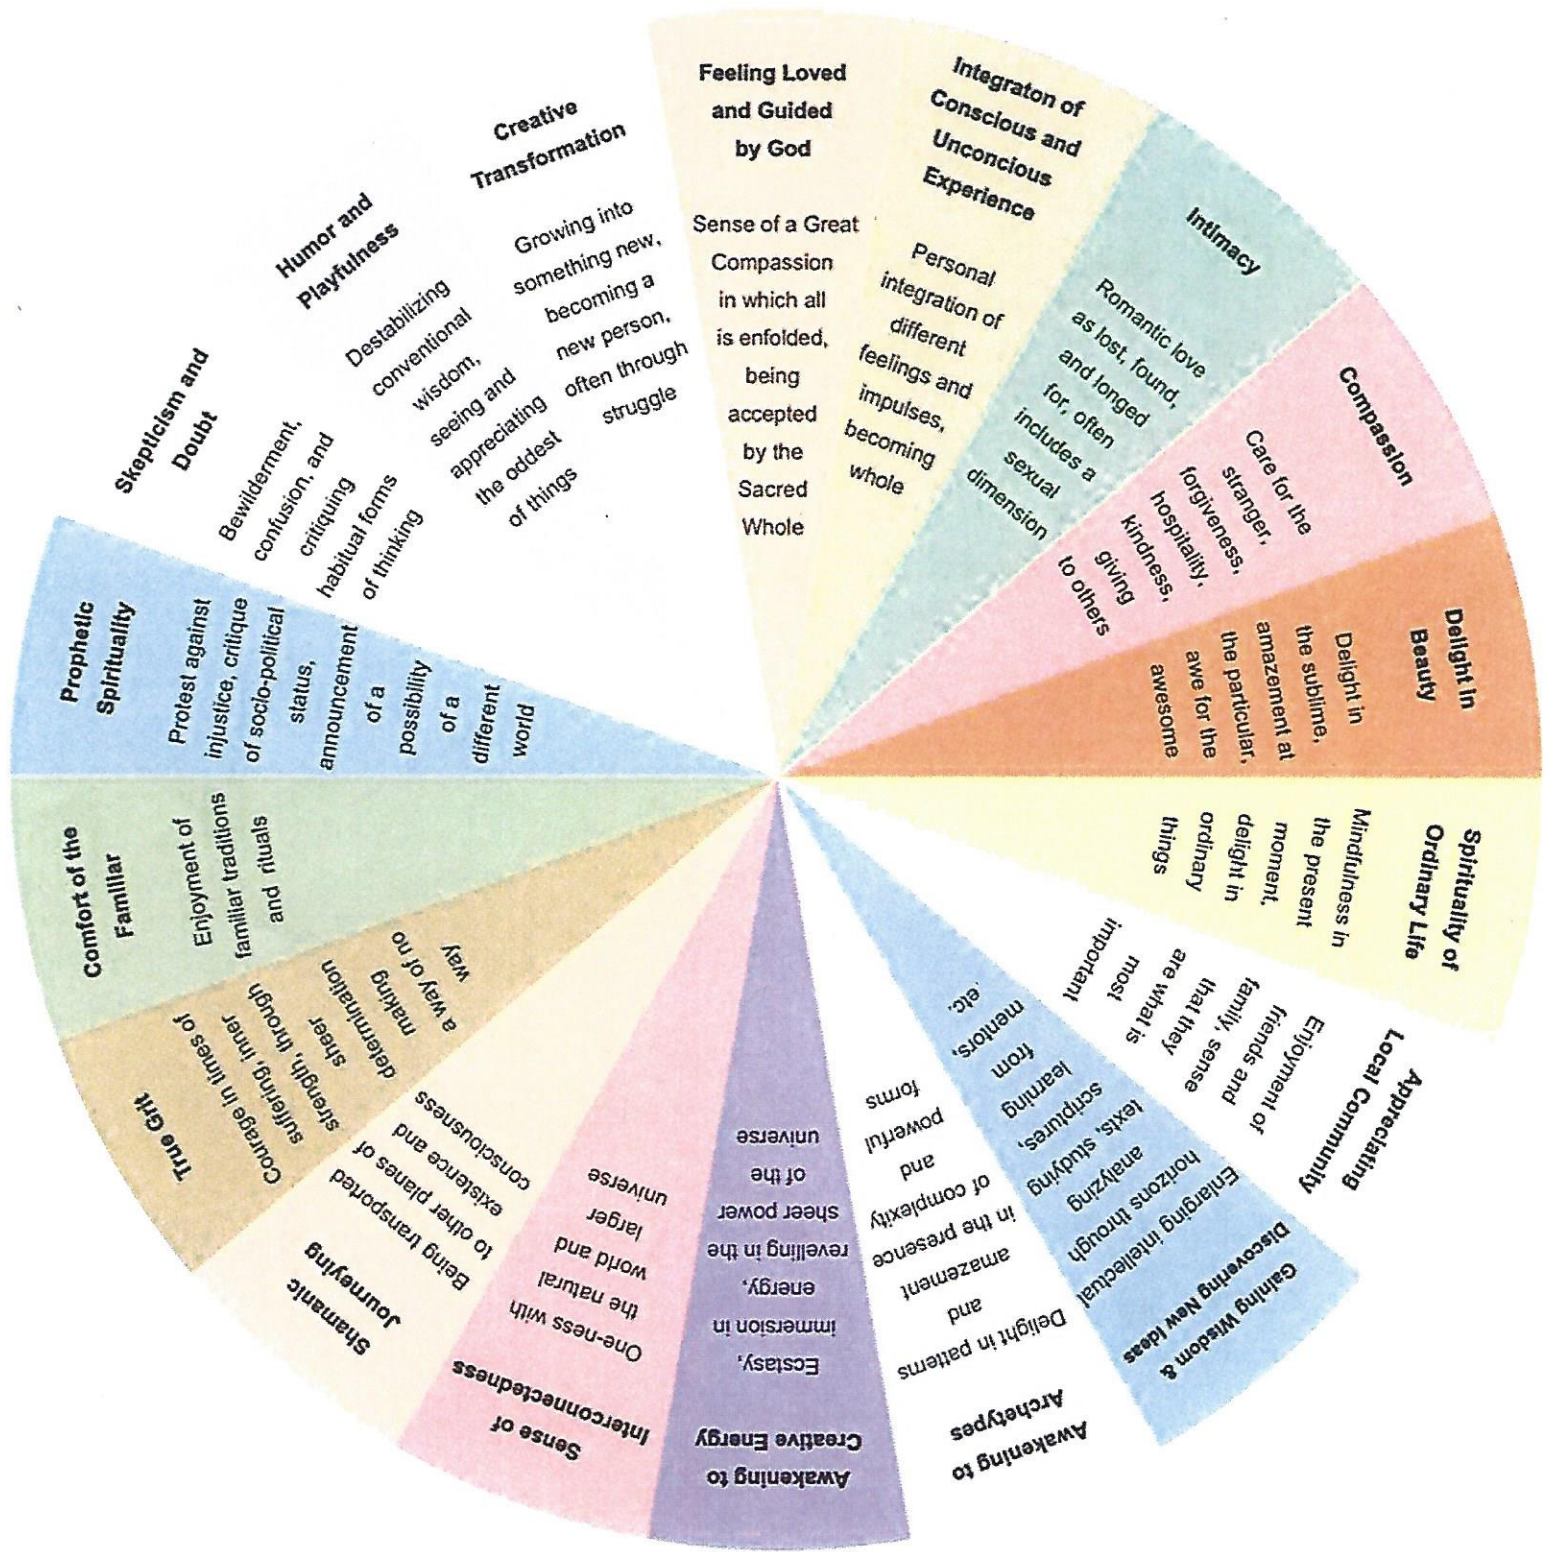 Feeling Loved
and Guided
by God
Sense of a Great
Compassion
in which all
is enfolded,
being
accepted
by the
Sacred
Whole
Integraton of
Conscious and
Unconcious
Experience
Personal
integration of
different
feelings and
impulses,
becoming
whole
Intimacy
Romantic love
as lost, found,
and longed
for, often
includes a
sexual
dimension
Compassion
Care for the
stranger,
forgiveness,
hospitality,
kindness,
giving
to others
Delight in
Beauty
Delight in
the sublime,
amazement at
the particular,
awe for the
awesome
Spirituality of
Ordinary Life
Mindfulness in
the present
moment,
delight in
ordinary
things
Appreciating
Local Community
Enjoyment of
friends and
family, sense
that they
are what is
most
important
Gaining Wisdom &
Discovering New Ideas
Enlarging intellectual
horizons through
analyzing
texts, studying
scriptures,
learning
from
mentors,
etc.
Awakening to
Archetypes
Delight in patterns
and
amazement
in the presence
of complexity
and
powerful
forms
Awakening to
Creative Energy
Ecstasy,
immersion in
energy,
revelling in the
sheer power
of the
universe
Sense of
Interconnectedness
One-ness with
the natural
world and
larger
universe
Shamanic
Journeying
Being transported
to other planes of
existence and
consciousness
True Grit
Courage in times of
suffering, inner
strength, through
sheer
determination
making
a way of no
way
Comfort of the
Familiar
Enjoyment of
familiar traditions
and rituals
Prophetic
Spirituality
Protest against
injustice, critique
of socio-political
status,
announcement
of a
possibility
of a
different
world
Skepticism and
Doubt
Bewilderment,
confusion, and
critiquing
habitual forms
of thinking
Humor and
Playfulness
Destabilizing
conventional
wisdom,
seeing and
appreciating
the oddest
of things
Creative
Transformation
Growing into
something new,
becoming a
new person,
often through
struggle